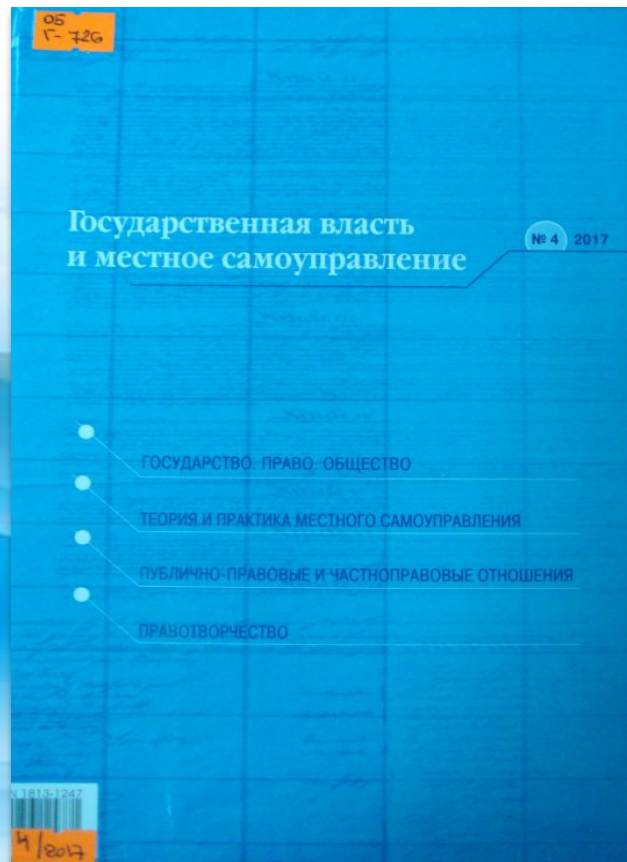 05
Г-726
Государственная власть
и местное самоуправление
№ 4 2017
ГОСУДАРСТВО. ПРАВО. ОБЩЕСТВО
ТЕОРИЯ И ПРАКТИКА МЕСТНОГО САМОУПРАВЛЕНИЯ
ПУБЛИЧНО-ПРАВОВЫЕ И ЧАСТНОПРАВОВЫЕ ОТНОШЕНИЯ
ПРАВОТВОРЧЕСТВО
N 1813-1247
4/2017